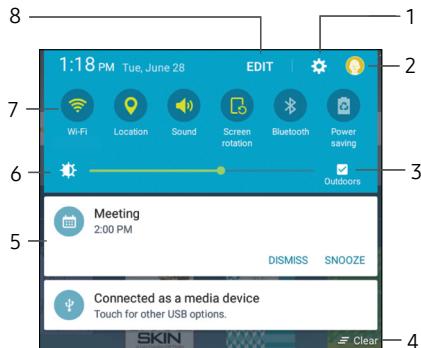 8
1
1:18 PM Tue, June 28
EDIT
2
7
Wi-Fi
Location
Sound
Screen
rotation
Bluetooth
Power
saving
6
Outdoors
3
5
Meeting
2:00 PM
DISMISS SNOOZE
Connected as a media device
Touch for other USB options.
SKIN
Clear
4